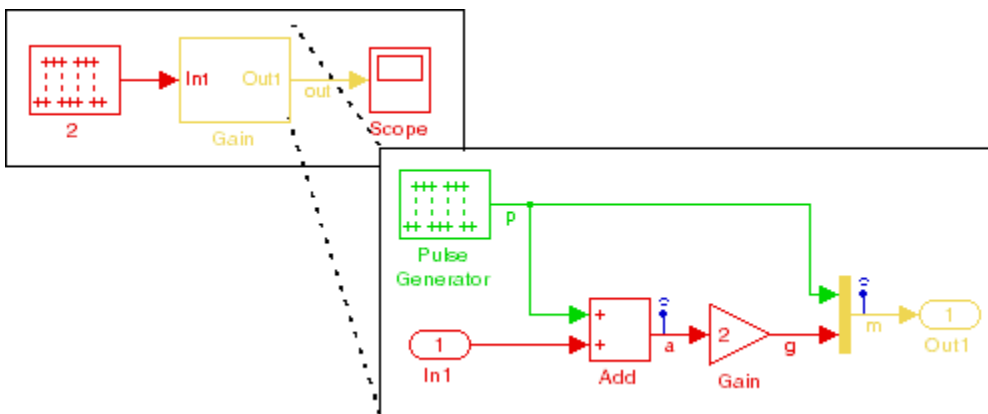 In1
Out1
out
2
Gain
Scope
p
Pulse
Generator
+
+
1
In1
Add
a
2
Gain
g
m
1
Out1